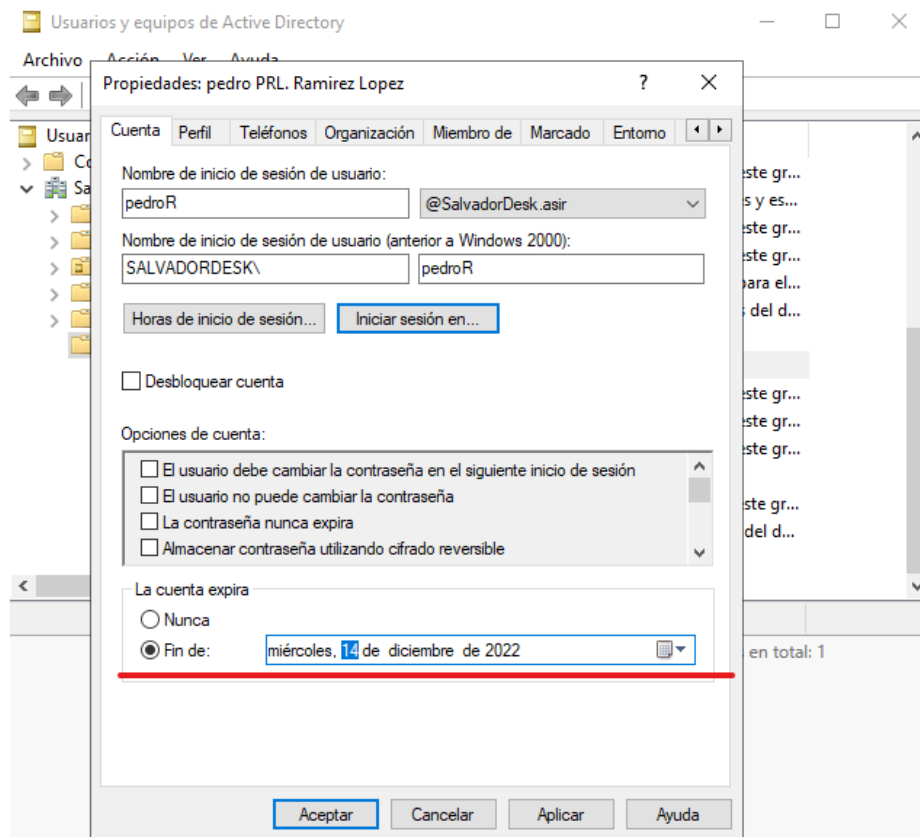 Usuarios y equipos de Active Directory
Archivo Acción Ver Ayuda
Propiedades: pedro PRL. Ramirez Lopez ? 
Usuar
Cuenta Perfil Teléfonos Organización Miembro de Marcado Entorno
Co
Sa
Nombre de inicio de sesión de usuario:
pedroR @SalvadorDesk.asir
Nombre de inicio de sesión de usuario (anterior a Windows 2000):
SALVADORDESK\ pedroR
Horas de inicio de sesión... Iniciar sesión en...
Desbloquear cuenta
Opciones de cuenta:
El usuario debe cambiar la contraseña en el siguiente inicio de sesión
El usuario no puede cambiar la contraseña
La contraseña nunca expira
Almacenar contraseña utilizando cifrado reversible
La cuenta expira
Nunca
Fin de: miércoles, 14 de diciembre de 2022
Aceptar Cancelar Aplicar Ayuda
este gr...
s y es...
este gr...
este gr...
para el...
del d...
este gr...
este gr...
este gr...
este gr...
del d...
en total: 1